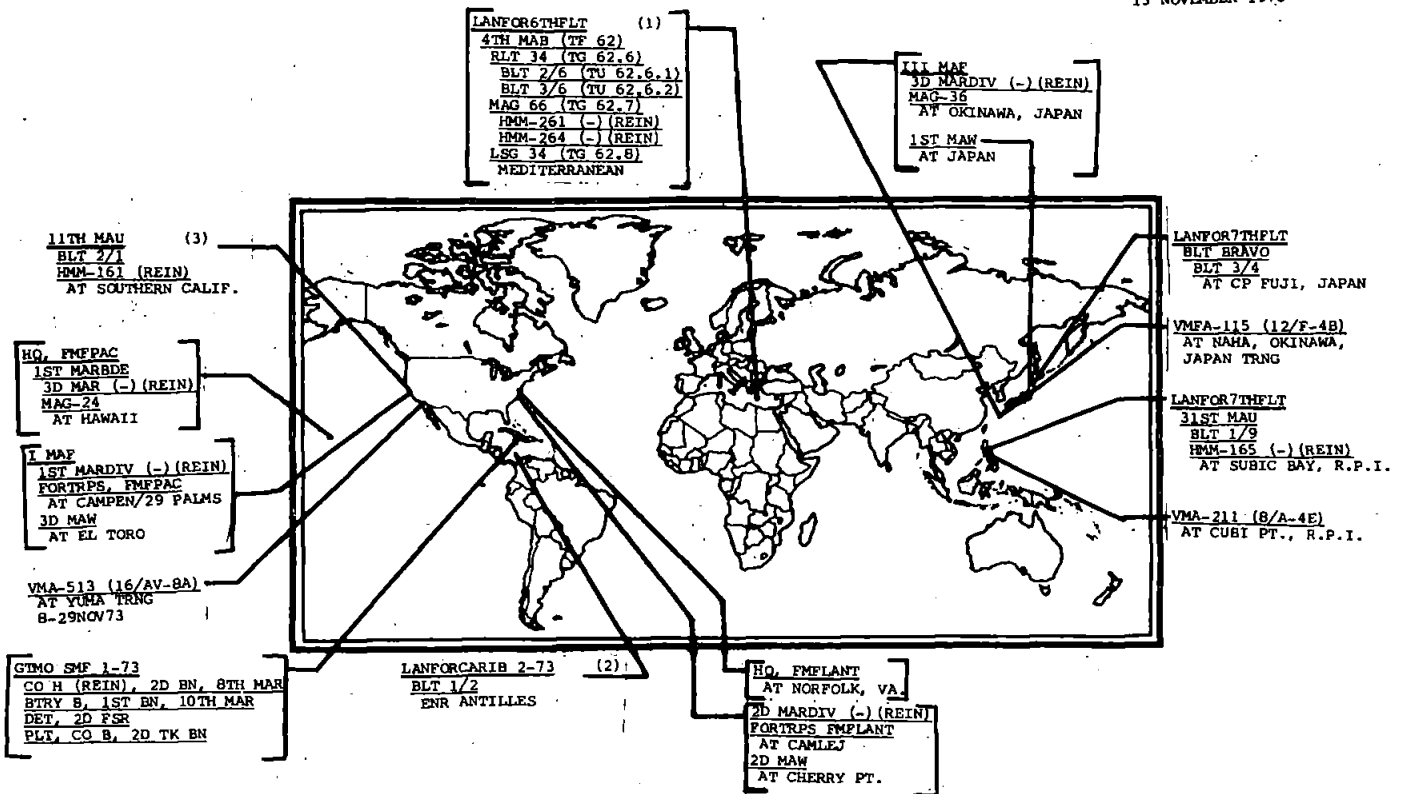 15 NOVEMBER
LANFOR6THFLT (1)
4TH MAB (TF 62)
RLT 34 (TG 62.6)
BLT 2/6 (TU 62.6.1)
BLT 3/6 (TU 62.6.2)
MAG 66 (TG 62.7)
HMM-261 (-)(REIN)
HMM-264 (-)(REIN)
LSG 34 (TG 62.8)
MEDITERRANEAN
III MAF
3D MARDIV (-)(REIN)
MAG-36
AT OKINAWA, JAPAN
1ST MAW
AT JAPAN
11TH MAU (3)
BLT 2/1
HMM-161 (REIN)
AT SOUTHERN CALIF.
HQ, FMFPAC
1ST MARBDE
3D MAR (-)(REIN)
MAG-24
AT HAWAII
I MAF
1ST MARDIV (-)(REIN)
FORTRPS, FMFPAC
AT CAMPEN/29 PALMS
3D MAW
AT EL TORO
VMA-513 (16/AV-8A)
AT YUMA TRNG
8-29NOV73
GTMO SMF 1-73
CO H (REIN), 2D BN, 8TH MAR
BTRY B, 1ST BN, 10TH MAR
DET, 2D FSR
PLT, CO B, 2D TK BN
LANFORCARIB 2-73 (2)
BLT 1/2
ENR ANTILLES
HQ, FMFLANT
AT NORFOLK, VA.
2D MARDIV (-)(REIN)
FORTRPS FMFLANT
AT CAMLEJ
2D MAW
AT CHERRY PT.
LANFOR7THFLT
BLT BRAVO
BLT 3/4
AT CP FUJI, JAPAN
VMFA-115 (12/F-4B)
AT NAHA, OKINAWA,
JAPAN TRNG
LANFOR7THFLT
31ST MAU
BLT 1/9
HMM-165 (-)(REIN)
AT SUBIC BAY, R.P.I.
VMA-211 (8/A-4E)
AT CUBI PT., R.P.I.